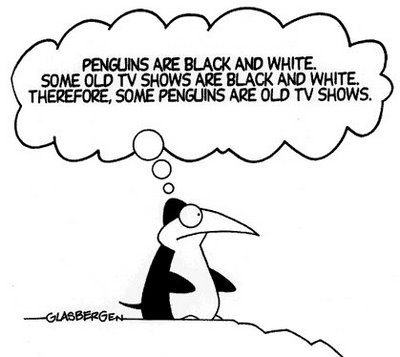 PENGUINS ARE BLACK AND WHITE.
SOME OLD TV SHOWS ARE BLACK AND WHITE.
THEREFORE, SOME PENGUINS ARE OLD TV SHOWS.
GLASBERGEN